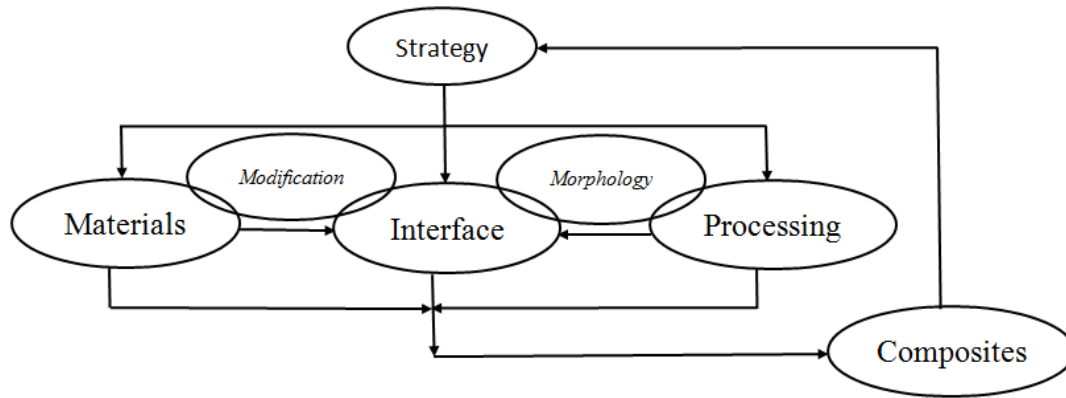 Strategy
Modification
Morphology
Materials
Interface
Processing
Composites